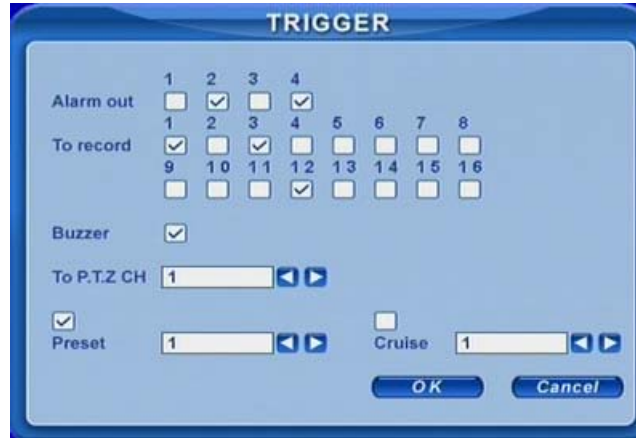 TRIGGER
1 2 3 4
Alarm out
1 2 3 4 5 6 7 8
To record
9 10 11 12 13 14 15 16
Buzzer
To P.T.Z CH 1
Preset 1 Cruise 1
OK Cancel